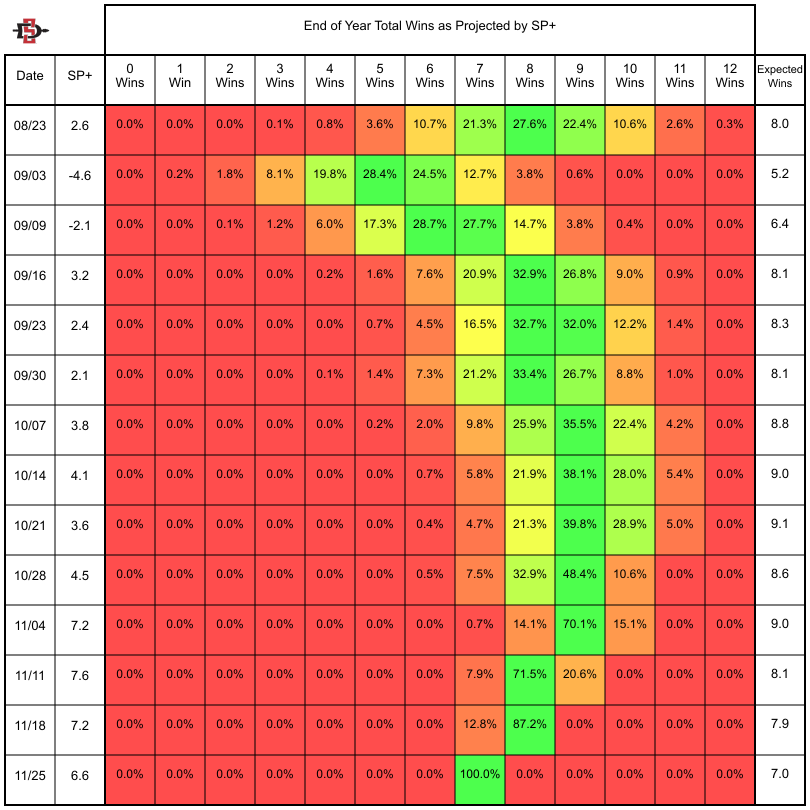 End of Year Total Wins as Projected by SP+
Date SP+ 0 Wins 1 Win 2 Wins 3 Wins 4 Wins 5 Wins 6 Wins 7 Wins 8 Wins 9 Wins 10 Wins 11 Wins 12 Wins Expected Wins
08/23 2.6 0.0% 0.0% 0.0% 0.1% 0.8% 3.6% 10.7% 21.3% 27.6% 22.4% 10.6% 2.6% 0.3% 8.0
09/03 -4.6 0.0% 0.2% 1.8% 8.1% 19.8% 28.4% 24.5% 12.7% 3.8% 0.6% 0.0% 0.0% 0.0% 5.2
09/09 -2.1 0.0% 0.0% 0.1% 1.2% 6.0% 17.3% 28.7% 27.7% 14.7% 3.8% 0.4% 0.0% 0.0% 6.4
09/16 3.2 0.0% 0.0% 0.0% 0.0% 0.2% 1.6% 7.6% 20.9% 32.9% 26.8% 9.0% 0.9% 0.0% 8.1
09/23 2.4 0.0% 0.0% 0.0% 0.0% 0.0% 0.7% 4.5% 16.5% 32.7% 32.0% 12.2% 1.4% 0.0% 8.3
09/30 2.1 0.0% 0.0% 0.0% 0.0% 0.1% 1.4% 7.3% 21.2% 33.4% 26.7% 8.8% 1.0% 0.0% 8.1
10/07 3.8 0.0% 0.0% 0.0% 0.0% 0.0% 0.2% 2.0% 9.8% 25.9% 35.5% 22.4% 4.2% 0.0% 8.8
10/14 4.1 0.0% 0.0% 0.0% 0.0% 0.0% 0.0% 0.7% 5.8% 21.9% 38.1% 28.0% 5.4% 0.0% 9.0
10/21 3.6 0.0% 0.0% 0.0% 0.0% 0.0% 0.0% 0.4% 4.7% 21.3% 39.8% 28.9% 5.0% 0.0% 9.1
10/28 4.5 0.0% 0.0% 0.0% 0.0% 0.0% 0.0% 0.5% 7.5% 32.9% 48.4% 10.6% 0.0% 0.0% 8.6
11/04 7.2 0.0% 0.0% 0.0% 0.0% 0.0% 0.0% 0.0% 0.7% 14.1% 70.1% 15.1% 0.0% 0.0% 9.0
11/11 7.6 0.0% 0.0% 0.0% 0.0% 0.0% 0.0% 0.0% 7.9% 71.5% 20.6% 0.0% 0.0% 0.0% 8.1
11/18 7.2 0.0% 0.0% 0.0% 0.0% 0.0% 0.0% 0.0% 12.8% 87.2% 0.0% 0.0% 0.0% 0.0% 7.9
11/25 6.6 0.0% 0.0% 0.0% 0.0% 0.0% 0.0% 0.0% 100.0% 0.0% 0.0% 0.0% 0.0% 0.0% 7.0